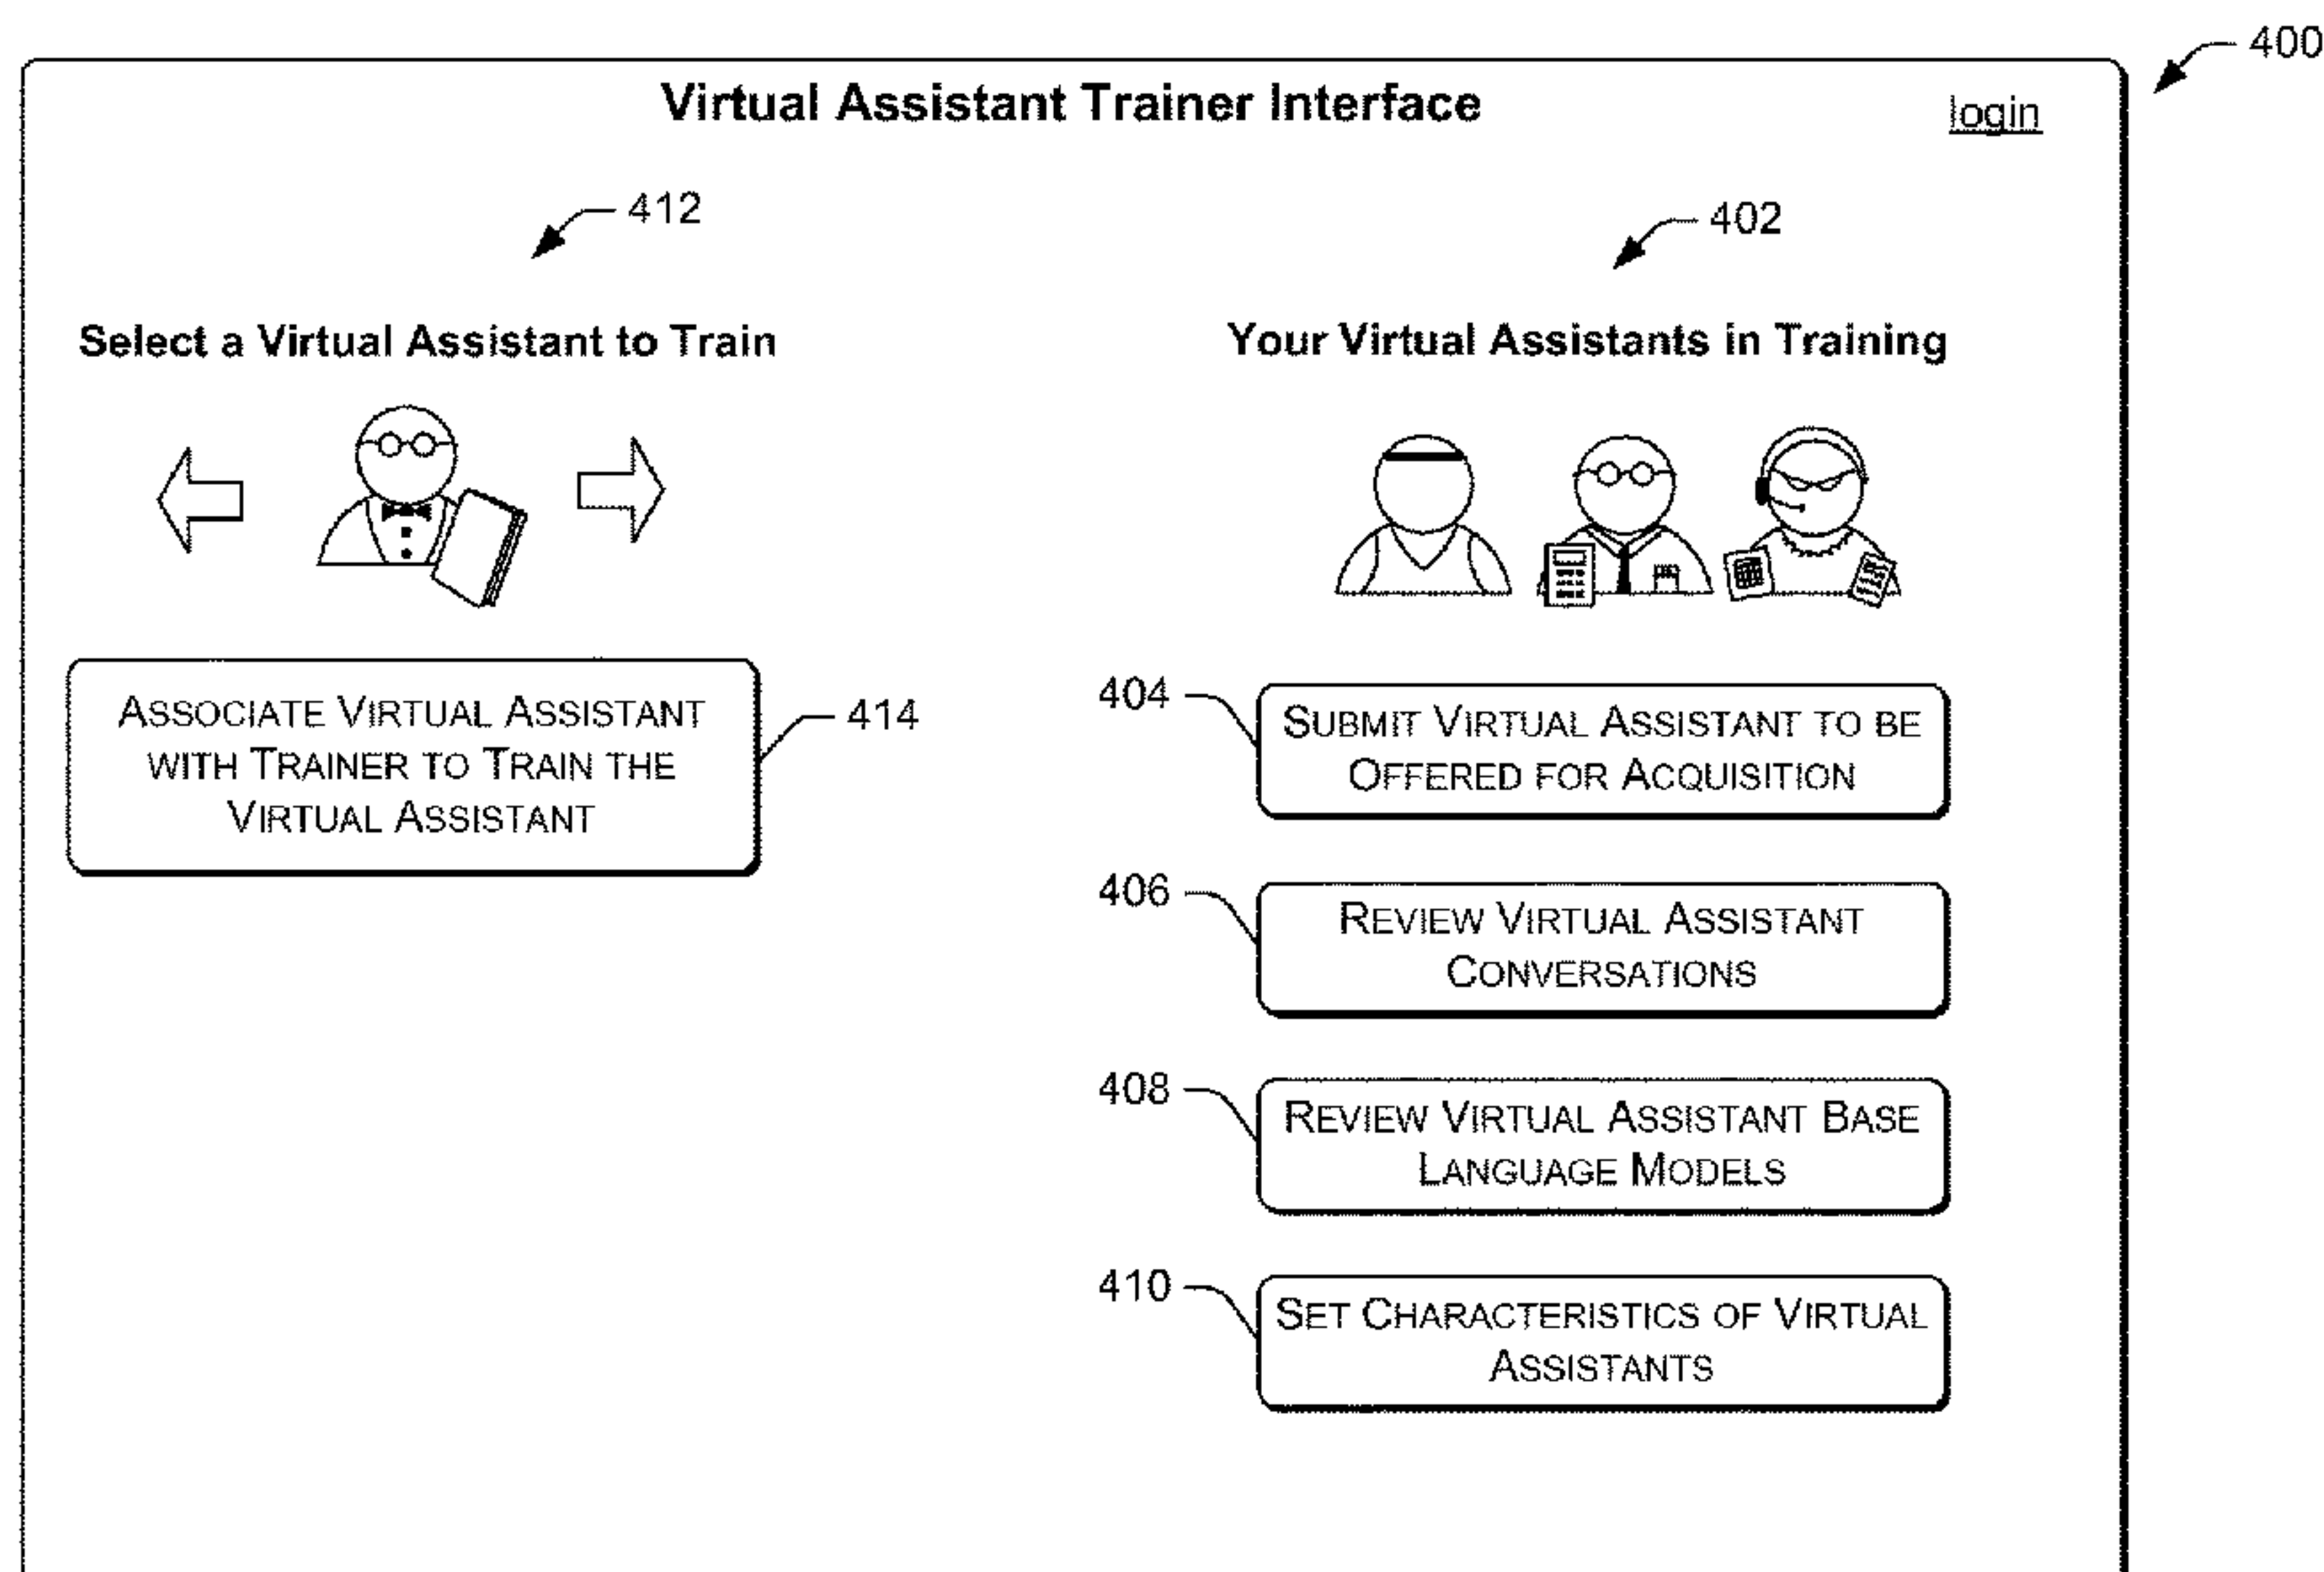 400
Virtual Assistant Trainer Interface
login
412
402
Select a Virtual Assistant to Train
Your Virtual Assistants in Training
ASSOCIATE VIRTUAL ASSISTANT
WITH TRAINER TO TRAIN THE
VIRTUAL ASSISTANT
414
404
SUBMIT VIRTUAL ASSISTANT TO BE
OFFERED FOR ACQUISITION
406
REVIEW VIRTUAL ASSISTANT
CONVERSATIONS
408
REVIEW VIRTUAL ASSISTANT BASE
LANGUAGE MODELS
410
SET CHARACTERISTICS OF VIRTUAL
ASSISTANTS